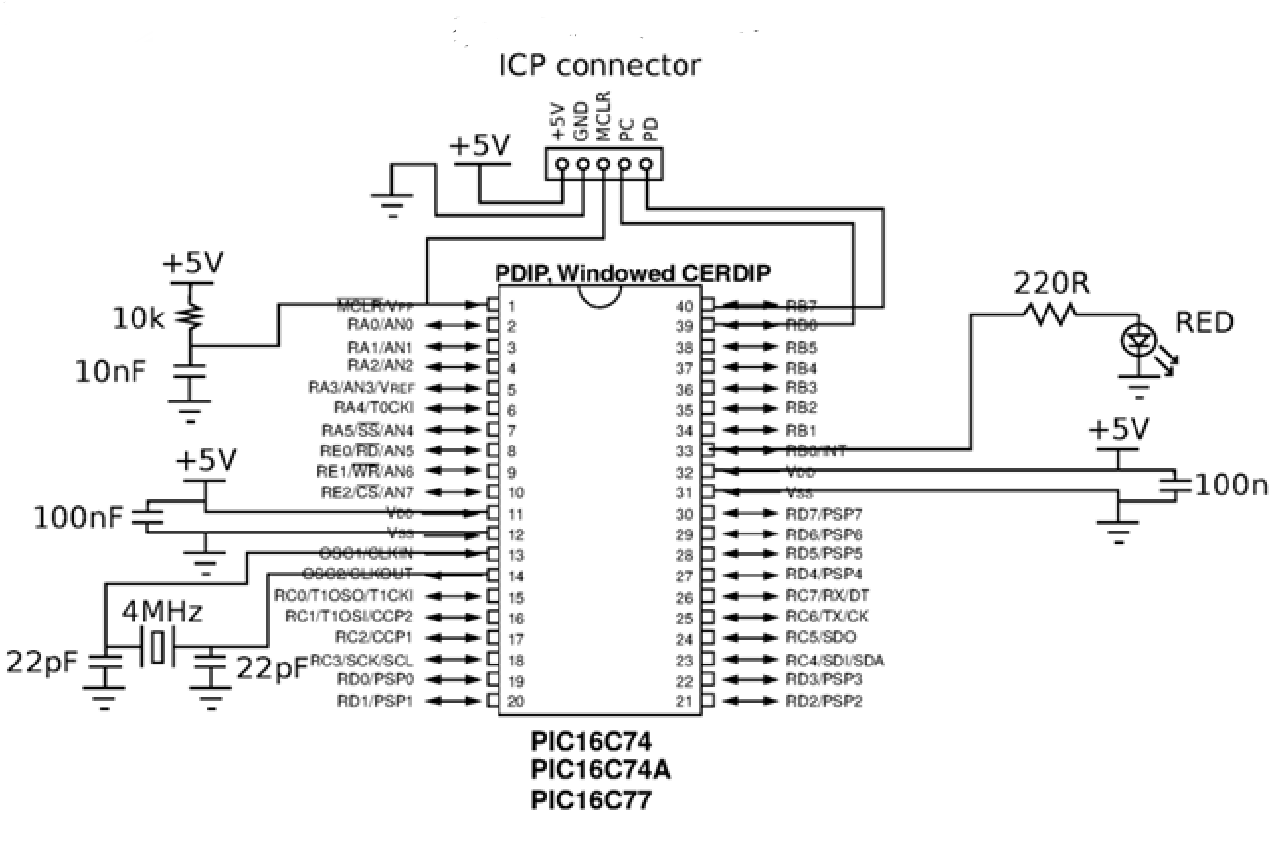 ICP connector
+5V
GND
MCLR
PC
PD
+5V
PDIP, Windowed CERDIP
+5V
10k
10nF
220R
RED
MCLR/VPP 1
RA0/AN0 2
RA1/AN1 3
RA2/AN2 4
RA3/AN3/VREF 5
RA4/T0CKI 6
RA5/SS/AN4 7
RE0/RD/AN5 8
RE1/WR/AN6 9
RE2/CS/AN7 10
VDD 11
VSS 12
OSC1/CLKIN 13
OSC2/CLKOUT 14
RC0/T1OSO/T1CKI 15
RC1/T1OSI/CCP2 16
RC2/CCP1 17
RC3/SCK/SCL 18
RD0/PSP0 19
RD1/PSP1 20
40 RB7
39
38 RB5
37 RB4
36 RB3
35 RB2
34 RB1
33 RB0/INT
32 VDD
31 VSS
30 RD7/PSP7
29 RD6/PSP6
28 RD5/PSP5
27 RD4/PSP4
26 RC7/RX/DT
25 RC6/TX/CK
24 RC5/SDO
23 RC4/SDI/SDA
22 RD3/PSP3
21 RD2/PSP2
+5V
100nF
+5V
100n
4MHz
22pF
22pF
PIC16C74
PIC16C74A
PIC16C77